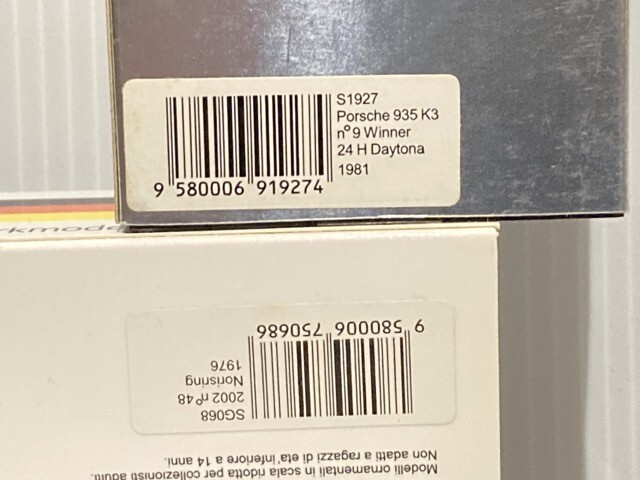 S1927
Porsche 935 K3
n°9 Winner
24 H Daytona
1981
9 580006 919274
Modelli ornamentali in scala ridotta per collezionisti adulti.
Non adatti a ragazzi di eta' inferiore a 14 anni.
SG068
2002 n°48
Norisring
1976
9 580006 750686